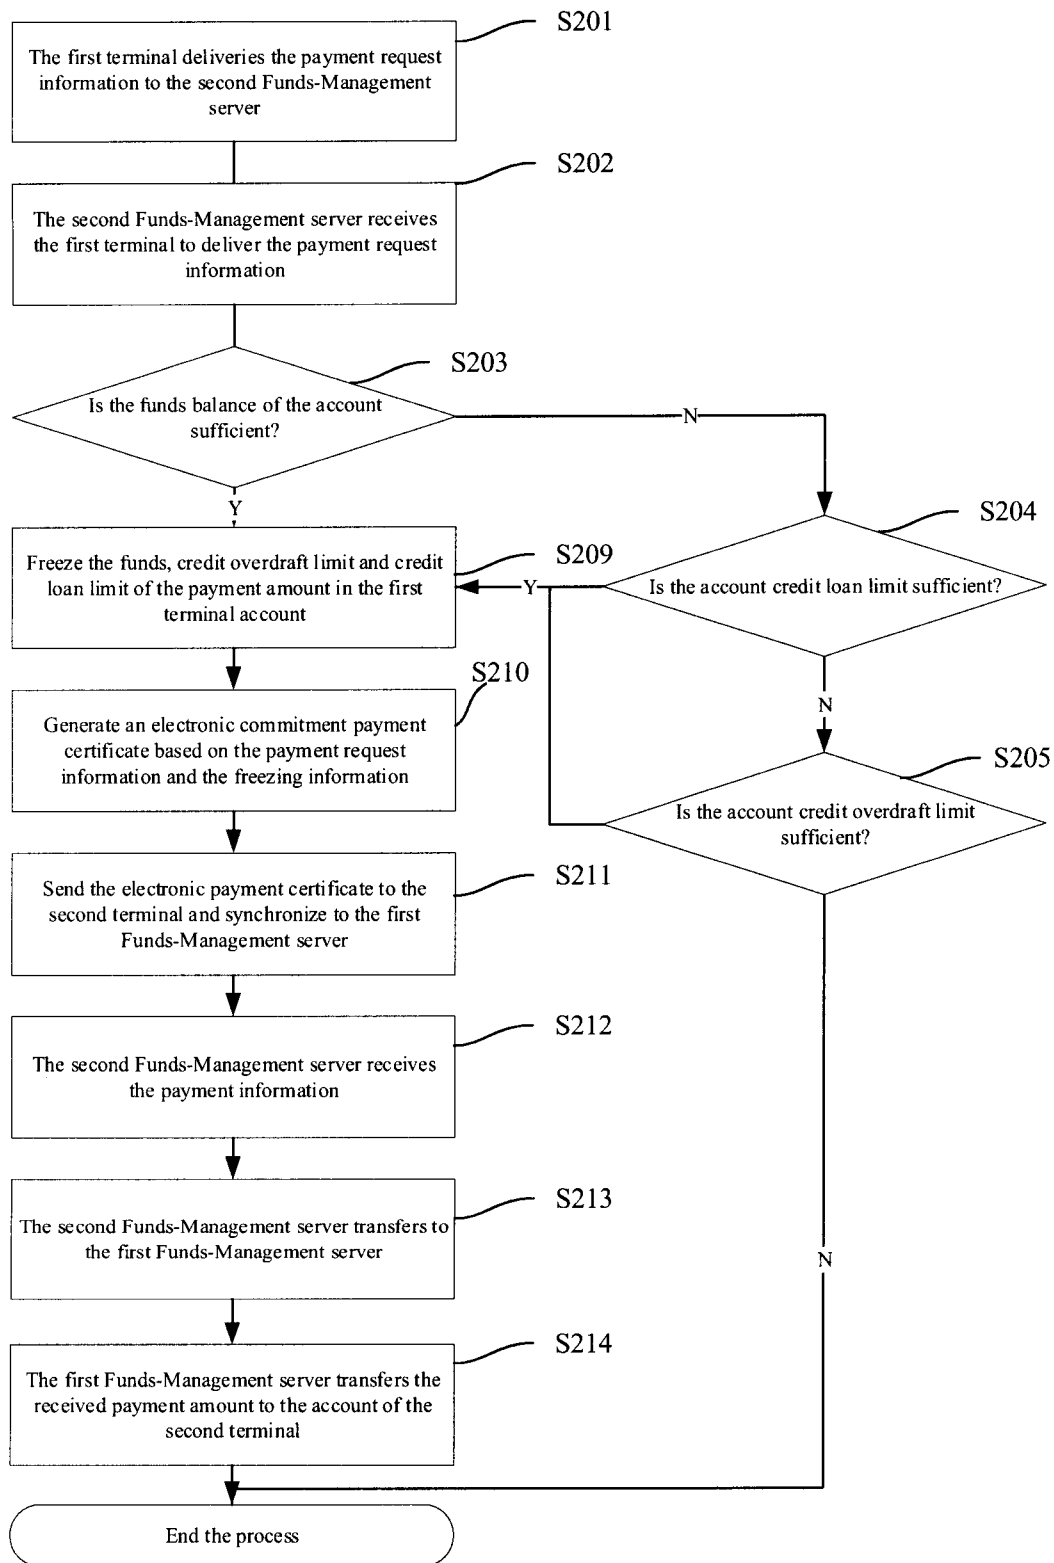 S201
The first terminal deliveries the payment request
information to the second Funds-Management
server
S202
The second Funds-Management server receives
the first terminal to deliver the payment request
information
S203
Is the funds balance of the account
sufficient?
N
Y
S204
Is the account credit loan limit sufficient?
S209
Freeze the funds, credit overdraft limit and credit
loan limit of the payment amount in the first
terminal account
Y
N
S210
Generate an electronic commitment payment
certificate based on the payment request
information and the freezing information
S205
Is the account credit overdraft limit
sufficient?
S211
Send the electronic payment certificate to the
second terminal and synchronize to the first
Funds-Management server
S212
The second Funds-Management server receives
the payment information
S213
The second Funds-Management server transfers to
the first Funds-Management server
N
S214
The first Funds-Management server transfers the
received payment amount to the account of the
second terminal
End the process